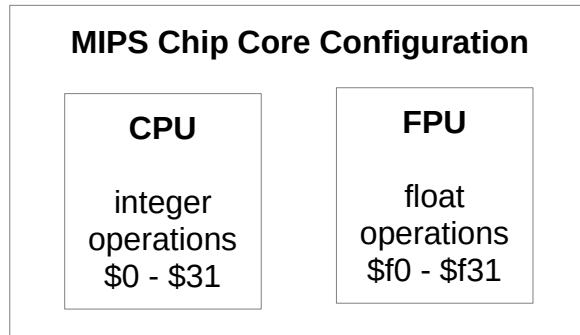 MIPS Chip Core Configuration
CPU
integer
operations
$0 - $31
FPU
float
operations
$f0 - $f31